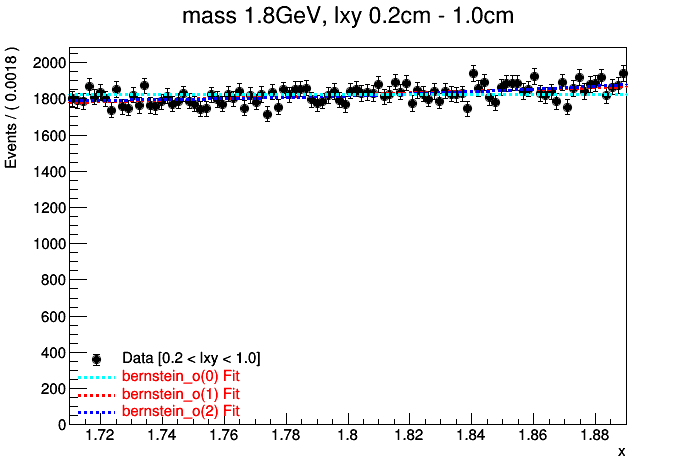 mass 1.8GeV, lxy 0.2cm - 1.0cm
Events / ( 0.0018 )
2000
1800
1600
1400
1200
1000
800
600
400
200
0
Data [0.2 < lxy < 1.0]
bernstein_o(0) Fit
bernstein_o(1) Fit
bernstein_o(2) Fit
1.72 1.74 1.76 1.78 1.8 1.82 1.84 1.86 1.88
x